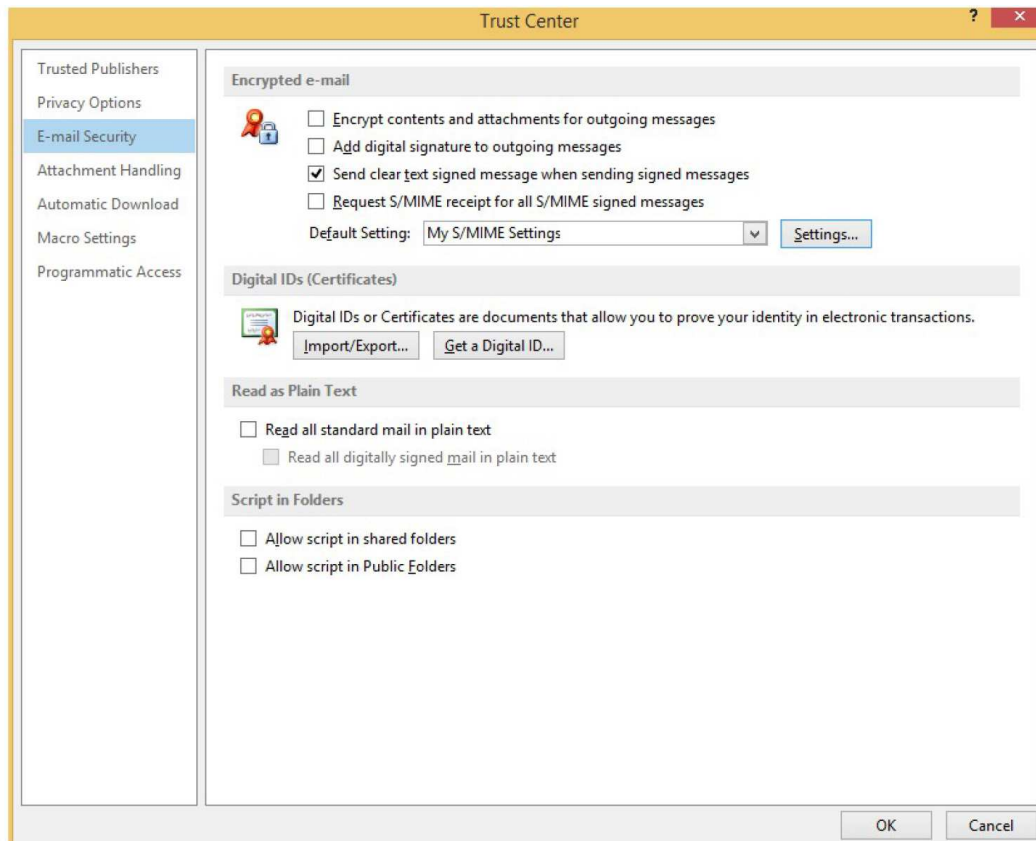 Trust Center
?
Trusted Publishers
Privacy Options
E-mail Security
Attachment Handling
Automatic Download
Macro Settings
Programmatic Access
Encrypted e-mail
Encrypt contents and attachments for outgoing messages
Add digital signature to outgoing messages
Send clear text signed message when sending signed messages
Request S/MIME receipt for all S/MIME signed messages
Default Setting: My S/MIME Settings Settings...
Digital IDs (Certificates)
Digital IDs or Certificates are documents that allow you to prove your identity in electronic transactions.
Import/Export... Get a Digital ID...
Read as Plain Text
Read all standard mail in plain text
Read all digitally signed mail in plain text
Script in Folders
Allow script in shared folders
Allow script in Public Folders
OK Cancel